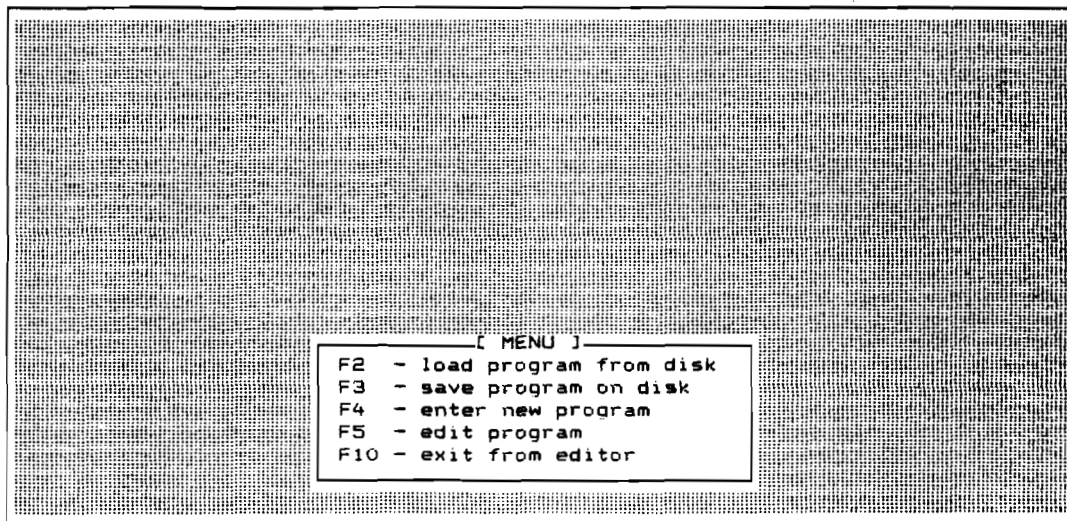 [ MENU ]
F2 - load program from disk
F3 - save program on disk
F4 - enter new program
F5 - edit program
F10 - exit from editor